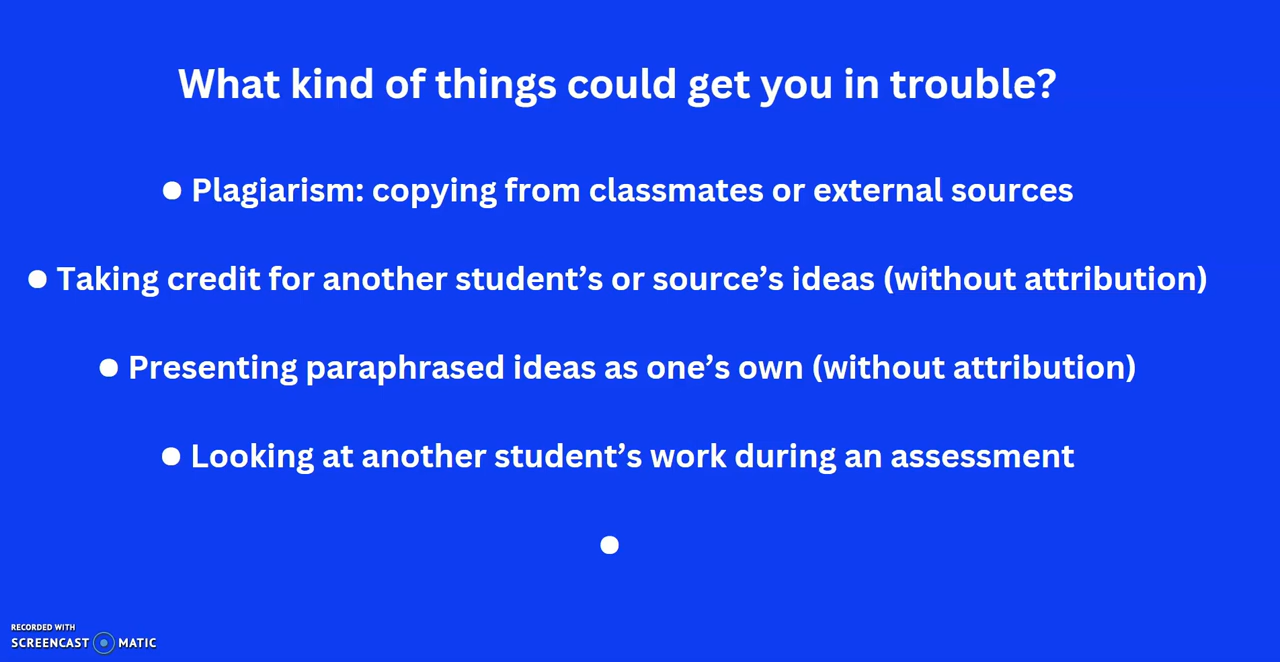 What kind of things could get you in trouble?
● Plagiarism: copying from classmates or external sources
● Taking credit for another student’s or source’s ideas (without attribution)
● Presenting paraphrased ideas as one’s own (without attribution)
● Looking at another student’s work during an assessment
●
RECORDED WITH
SCREENCAST MATIC